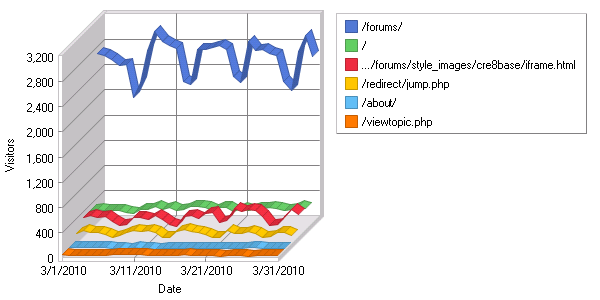 3,200
2,800
2,400
2,000
1,600
1,200
800
400
0
Visitors
3/1/2010 3/11/2010 3/21/2010 3/31/2010
Date
/forums/
/
.../forums/style_images/cre8base/iframe.html
/redirect/jump.php
/about/
/viewtopic.php